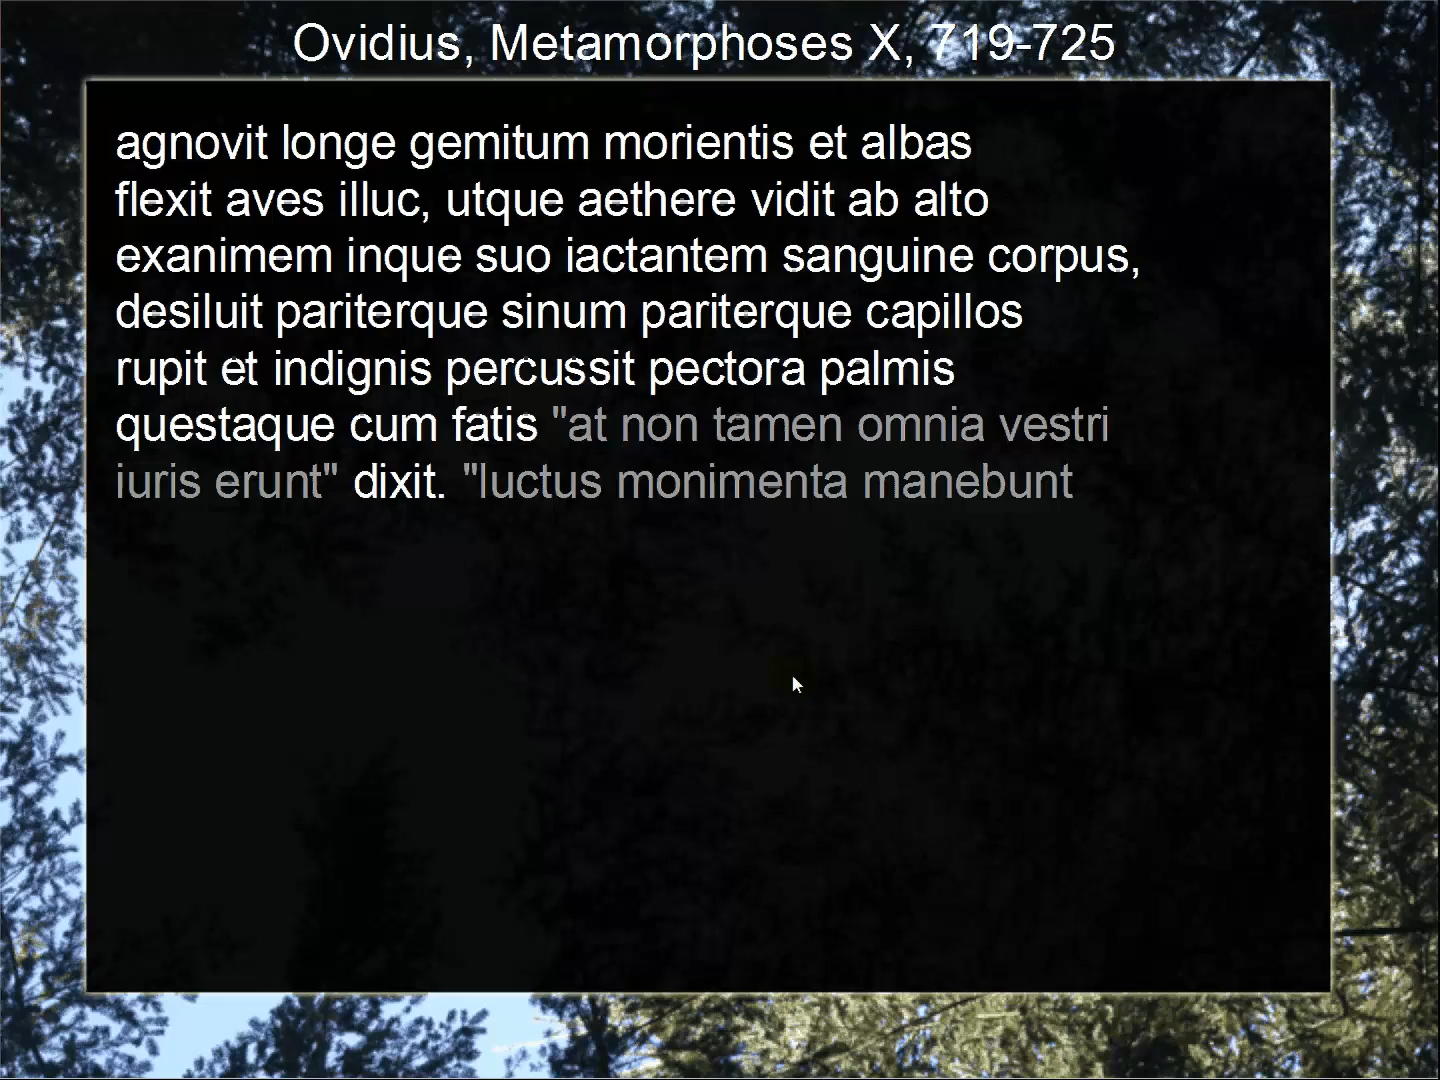 Ovidius, Metamorphoses X, 719-725
agnovit longe gemitum morientis et albas
flexit aves illuc, utque aethere vidit ab alto
exanimem inque suo iactantem sanguine corpus,
desiluit pariterque sinum pariterque capillos
rupit et indignis percussit pectora palmis
questaque cum fatis "at non tamen omnia vestri
iuris erunt" dixit. "luctus monimenta manebunt